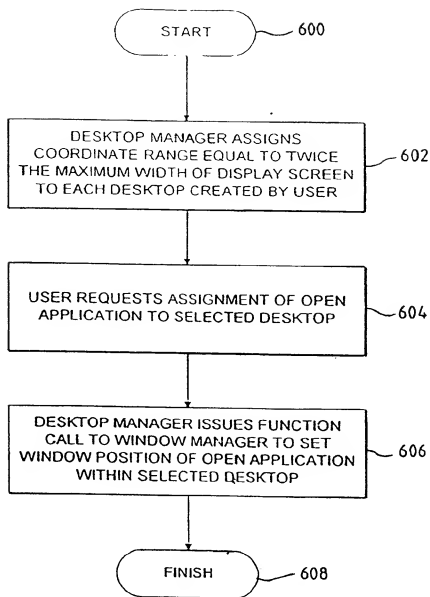 START
600
DESKTOP MANAGER ASSIGNS
COORDINATE RANGE EQUAL TO TWICE
THE MAXIMUM WIDTH OF DISPLAY SCREEN
TO EACH DESKTOP CREATED BY USER
602
USER REQUESTS ASSIGNMENT OF OPEN
APPLICATION TO SELECTED DESKTOP
604
DESKTOP MANAGER ISSUES FUNCTION
CALL TO WINDOW MANAGER TO SET
WINDOW POSITION OF OPEN APPLICATION
WITHIN SELECTED DESKTOP
606
FINISH
608